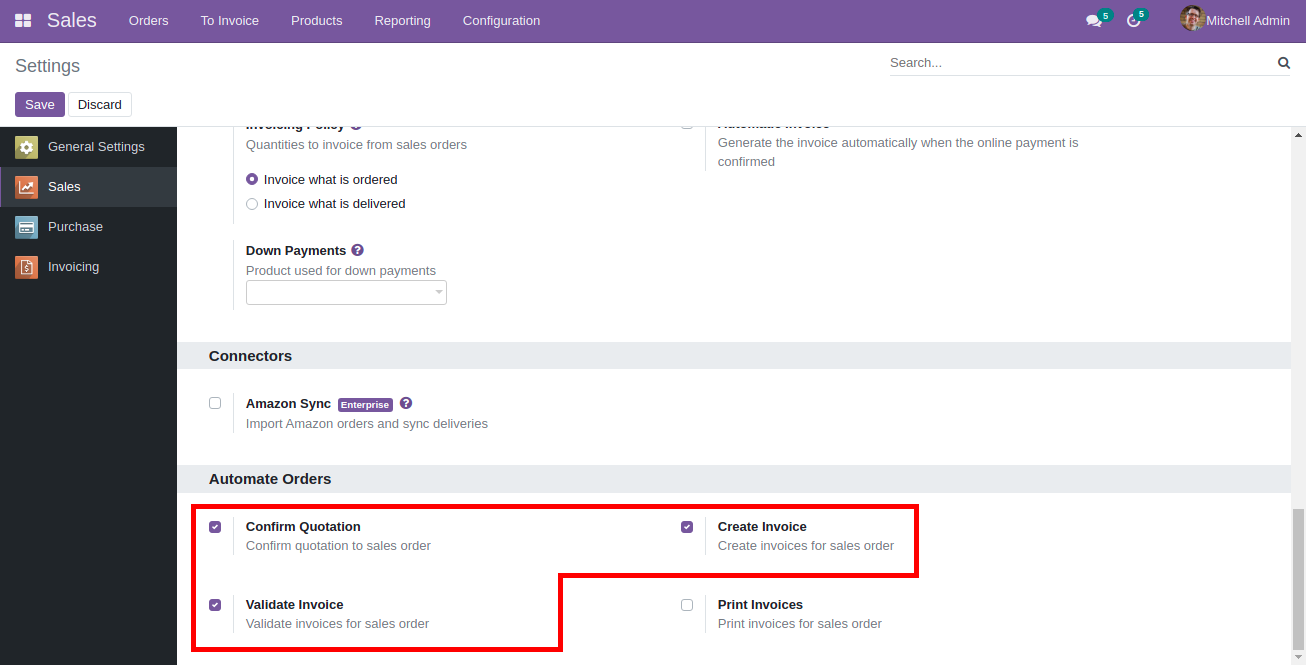 Sales Orders To Invoice Products Reporting Configuration 5 5 Mitchell Admin
Settings
Search...
Save Discard
General Settings
Sales
Purchase
Invoicing
Invoicing Policy
Quantities to invoice from sales orders
Invoice what is ordered
Invoice what is delivered
Automatic Invoice
Generate the invoice automatically when the online payment is
confirmed
Down Payments ?
Product used for down payments
Connectors
Amazon Sync Enterprise ?
Import Amazon orders and sync deliveries
Automate Orders
Confirm Quotation
Confirm quotation to sales order
Create Invoice
Create invoices for sales order
Validate Invoice
Validate invoices for sales order
Print Invoices
Print invoices for sales order